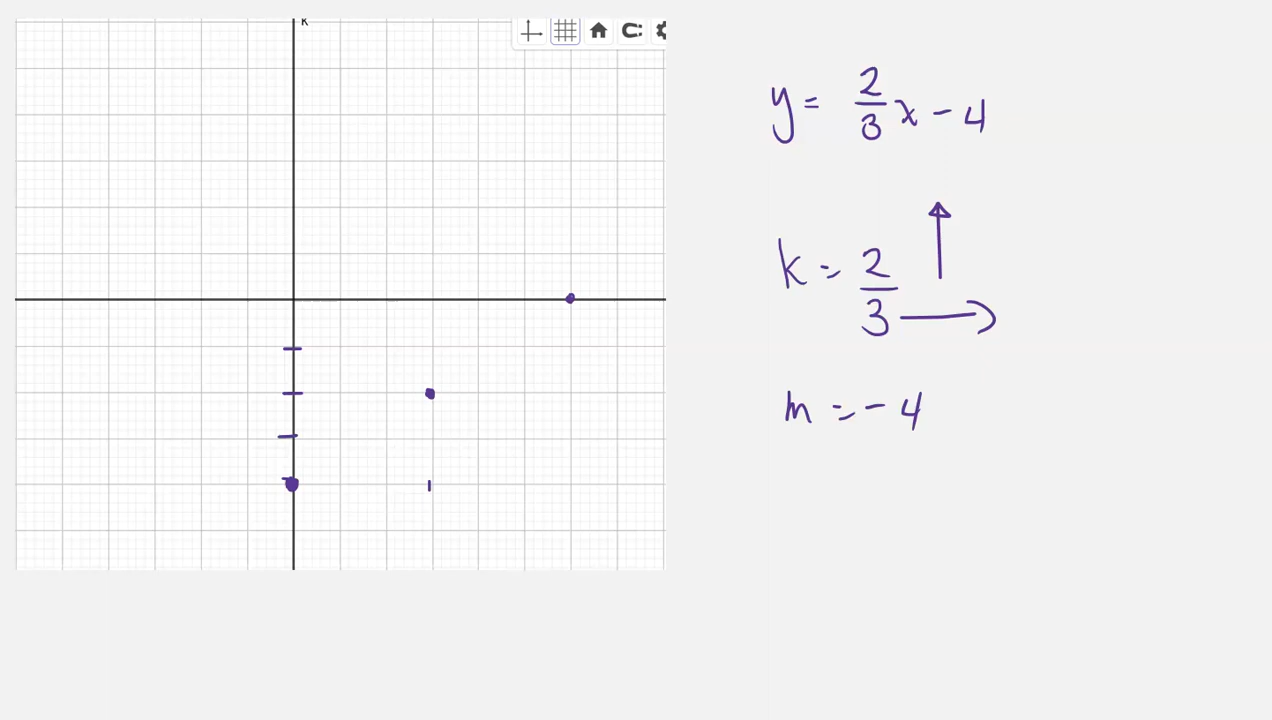 K
y = 2/3 x - 4
k = 2/3
m = - 4